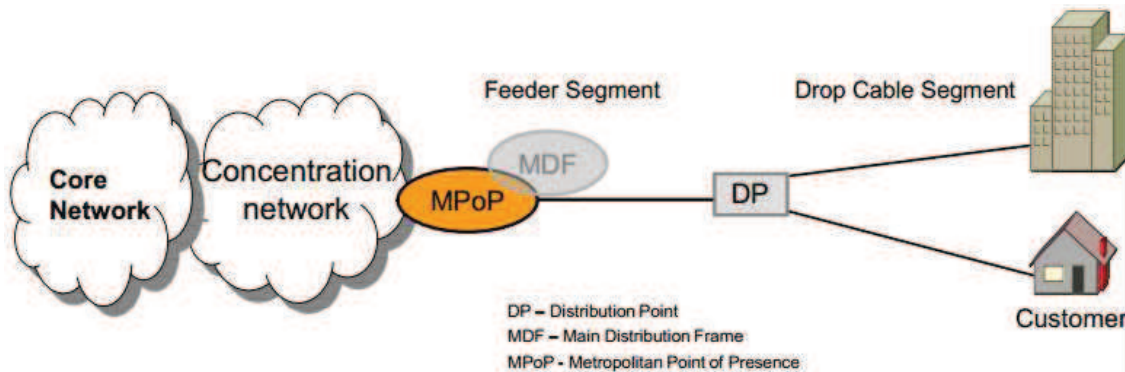 Feeder Segment
Drop Cable Segment
Core
Network
Concentration
network
MDF
MPoP
DP
Customer
DP – Distribution Point
MDF – Main Distribution Frame
MPoP - Metropolitan Point of Presence